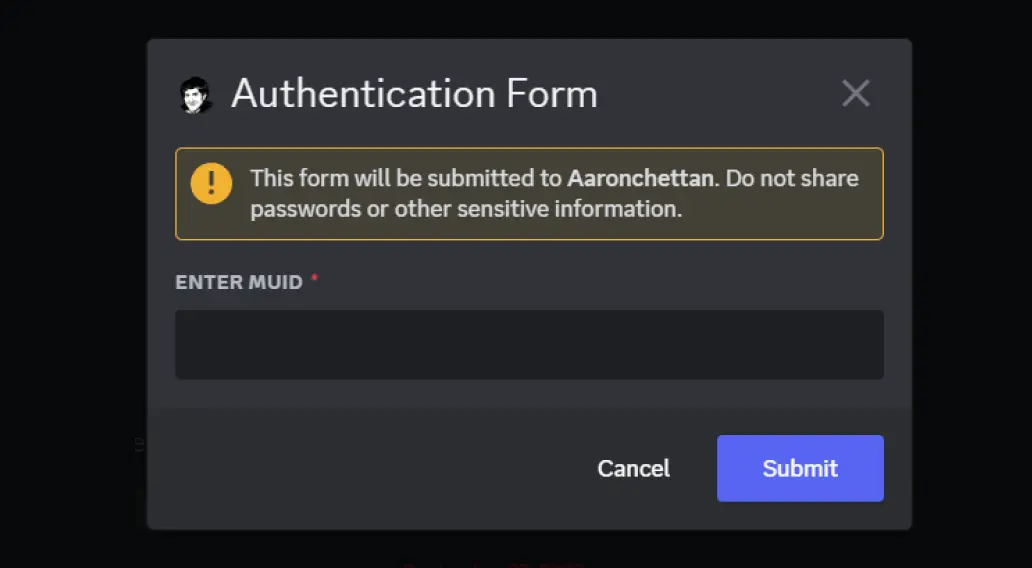 Authentication Form
This form will be submitted to Aaronchettan. Do not share
passwords or other sensitive information.
ENTER MUID *
Cancel
Submit